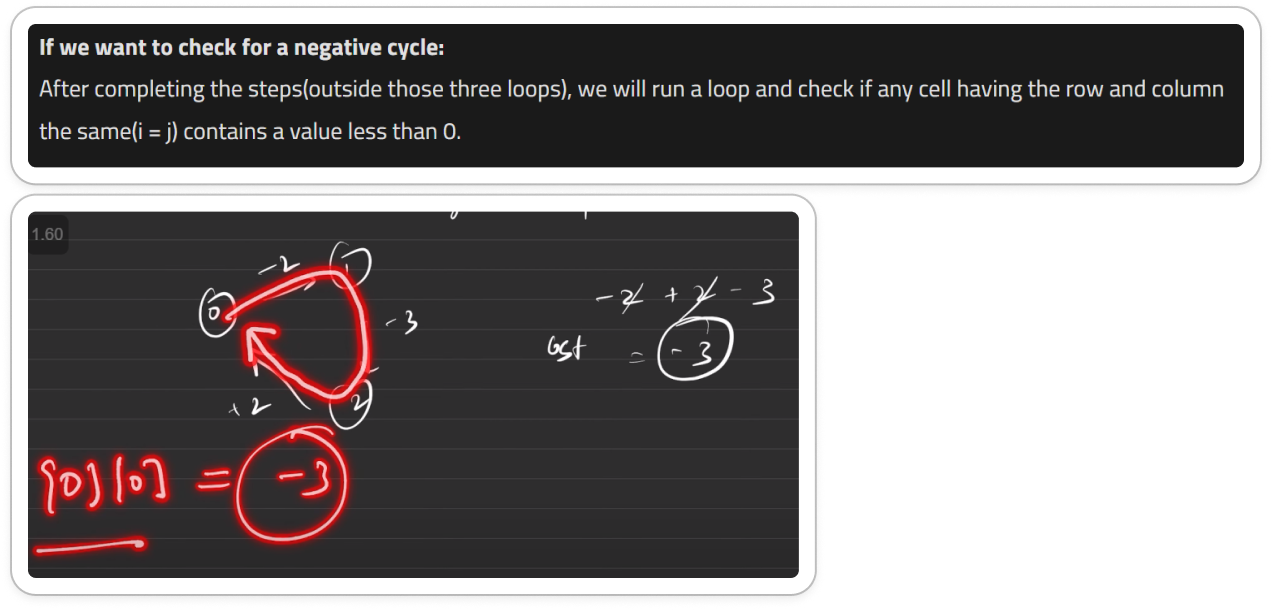 If we want to check for a negative cycle:
After completing the steps(outside those three loops), we will run a loop and check if any cell having the row and column
the same(i = j) contains a value less than 0.
1.60
-2
1
0
-3
+2
2
-2 + 2 - 3
cost = -3
[0][0] = -3